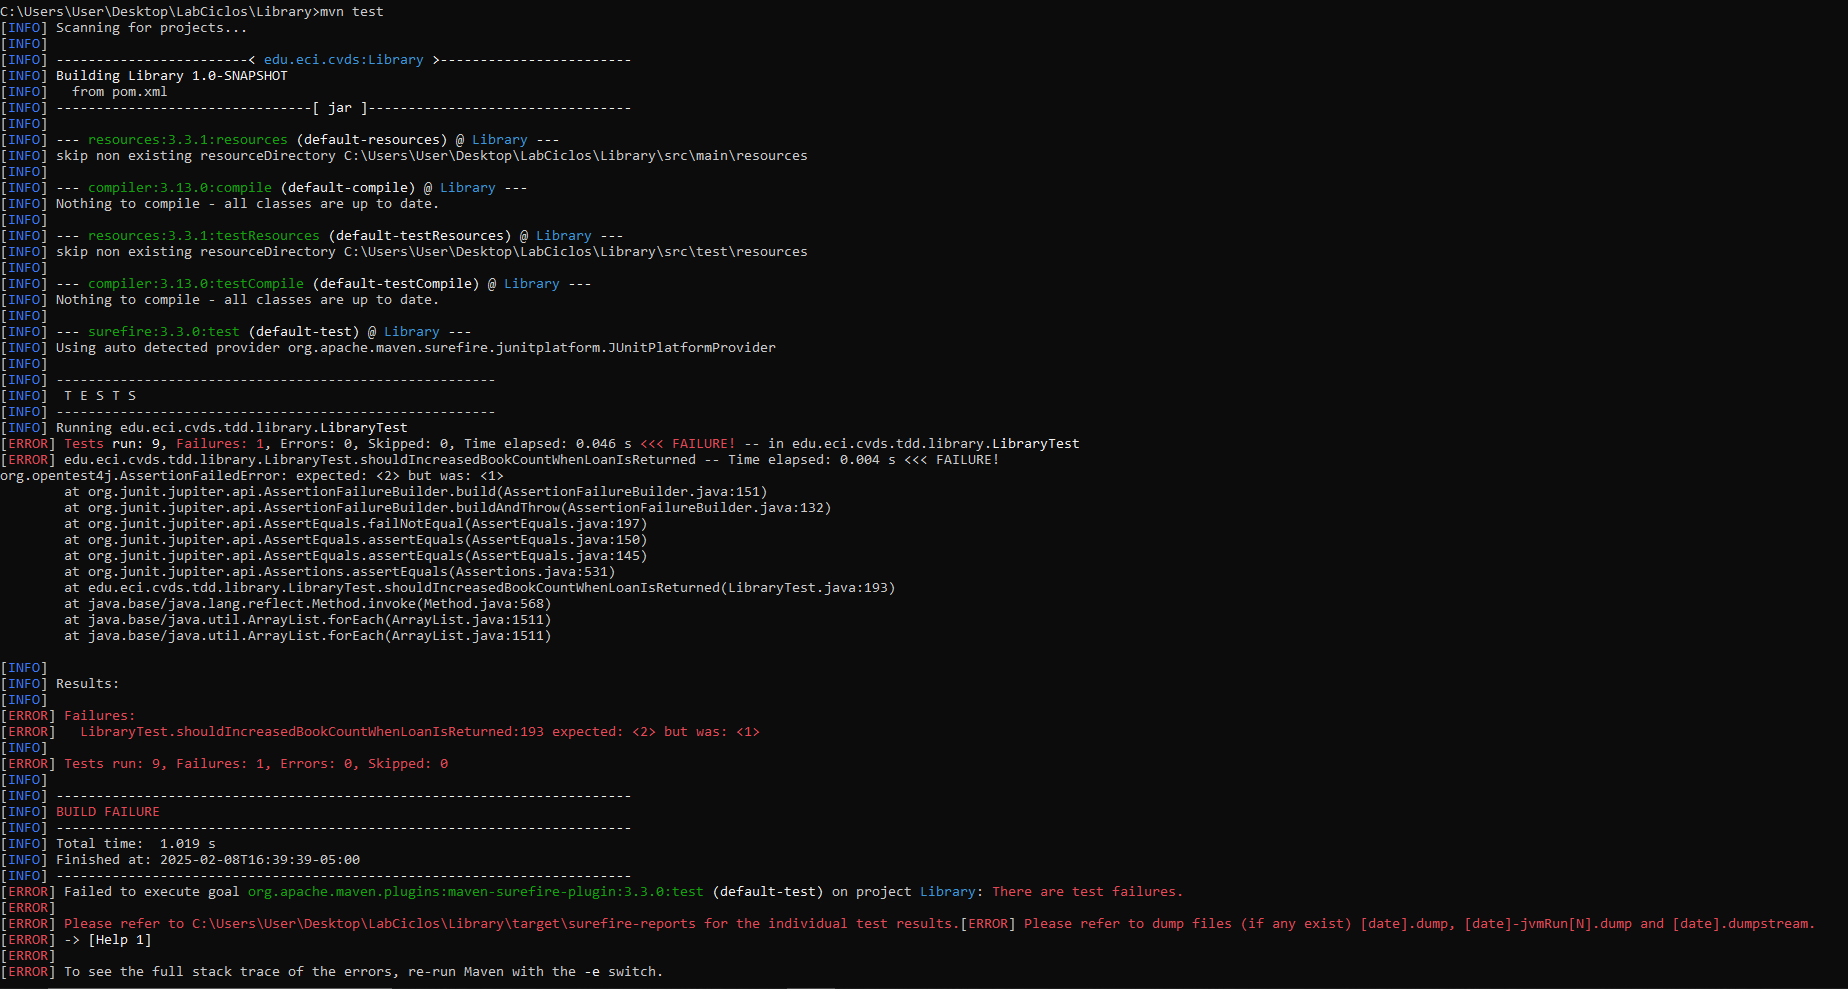 C:\Users\User\Desktop\LabCiclos\Library>mvn test
[INFO] Scanning for projects...
[INFO]
[INFO] ------------------------< edu.eci.cvds:Library >------------------------
[INFO] Building Library 1.0-SNAPSHOT
[INFO]   from pom.xml
[INFO] --------------------------------[ jar ]---------------------------------
[INFO]
[INFO] --- resources:3.3.1:resources (default-resources) @ Library ---
[INFO] skip non existing resourceDirectory C:\Users\User\Desktop\LabCiclos\Library\src\main\resources
[INFO]
[INFO] --- compiler:3.13.0:compile (default-compile) @ Library ---
[INFO] Nothing to compile - all classes are up to date.
[INFO]
[INFO] --- resources:3.3.1:testResources (default-testResources) @ Library ---
[INFO] skip non existing resourceDirectory C:\Users\User\Desktop\LabCiclos\Library\src\test\resources
[INFO]
[INFO] --- compiler:3.13.0:testCompile (default-testCompile) @ Library ---
[INFO] Nothing to compile - all classes are up to date.
[INFO]
[INFO] --- surefire:3.3.0:test (default-test) @ Library ---
[INFO] Using auto detected provider org.apache.maven.surefire.junitplatform.JUnitPlatformProvider
[INFO]
[INFO] -------------------------------------------------------
[INFO]  T E S T S
[INFO] -------------------------------------------------------
[INFO] Running edu.eci.cvds.tdd.library.LibraryTest
[ERROR] Tests run: 9, Failures: 1, Errors: 0, Skipped: 0, Time elapsed: 0.046 s <<< FAILURE! -- in edu.eci.cvds.tdd.library.LibraryTest
[ERROR] edu.eci.cvds.tdd.library.LibraryTest.shouldIncreasedBookCountWhenLoanIsReturned -- Time elapsed: 0.004 s <<< FAILURE!
org.opentest4j.AssertionFailedError: expected: <2> but was: <1>
        at org.junit.jupiter.api.AssertionFailureBuilder.build(AssertionFailureBuilder.java:151)
        at org.junit.jupiter.api.AssertionFailureBuilder.buildAndThrow(AssertionFailureBuilder.java:132)
        at org.junit.jupiter.api.AssertEquals.failNotEqual(AssertEquals.java:197)
        at org.junit.jupiter.api.AssertEquals.assertEquals(AssertEquals.java:150)
        at org.junit.jupiter.api.AssertEquals.assertEquals(AssertEquals.java:145)
        at org.junit.jupiter.api.Assertions.assertEquals(Assertions.java:531)
        at edu.eci.cvds.tdd.library.LibraryTest.shouldIncreasedBookCountWhenLoanIsReturned(LibraryTest.java:193)
        at java.base/java.lang.reflect.Method.invoke(Method.java:568)
        at java.base/java.util.ArrayList.forEach(ArrayList.java:1511)
        at java.base/java.util.ArrayList.forEach(ArrayList.java:1511)
[INFO]
[INFO] Results:
[INFO]
[ERROR] Failures:
[ERROR]   LibraryTest.shouldIncreasedBookCountWhenLoanIsReturned:193 expected: <2> but was: <1>
[INFO]
[ERROR] Tests run: 9, Failures: 1, Errors: 0, Skipped: 0
[INFO]
[INFO] ------------------------------------------------------------------------
[INFO] BUILD FAILURE
[INFO] ------------------------------------------------------------------------
[INFO] Total time:  1.019 s
[INFO] Finished at: 2025-02-08T16:39:39-05:00
[INFO] ------------------------------------------------------------------------
[ERROR] Failed to execute goal org.apache.maven.plugins:maven-surefire-plugin:3.3.0:test (default-test) on project Library: There are test failures.
[ERROR]
[ERROR] Please refer to C:\Users\User\Desktop\LabCiclos\Library\target\surefire-reports for the individual test results.[ERROR] Please refer to dump files (if any exist) [date].dump, [date]-jvmRun[N].dump and [date].dumpstream.
[ERROR] -> [Help 1]
[ERROR]
[ERROR] To see the full stack trace of the errors, re-run Maven with the -e switch.